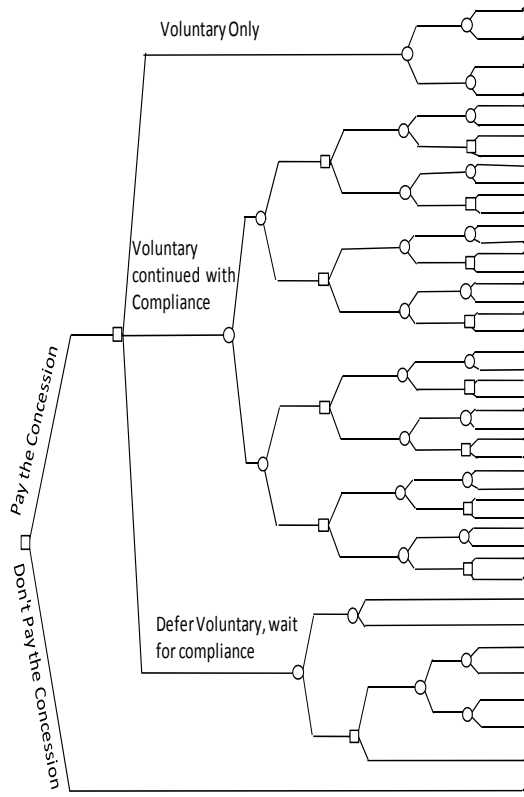 Voluntary Only
Voluntary
continued with
Compliance
Pay the Concession
Don't Pay the Concession
Defer Voluntary, wait
for compliance